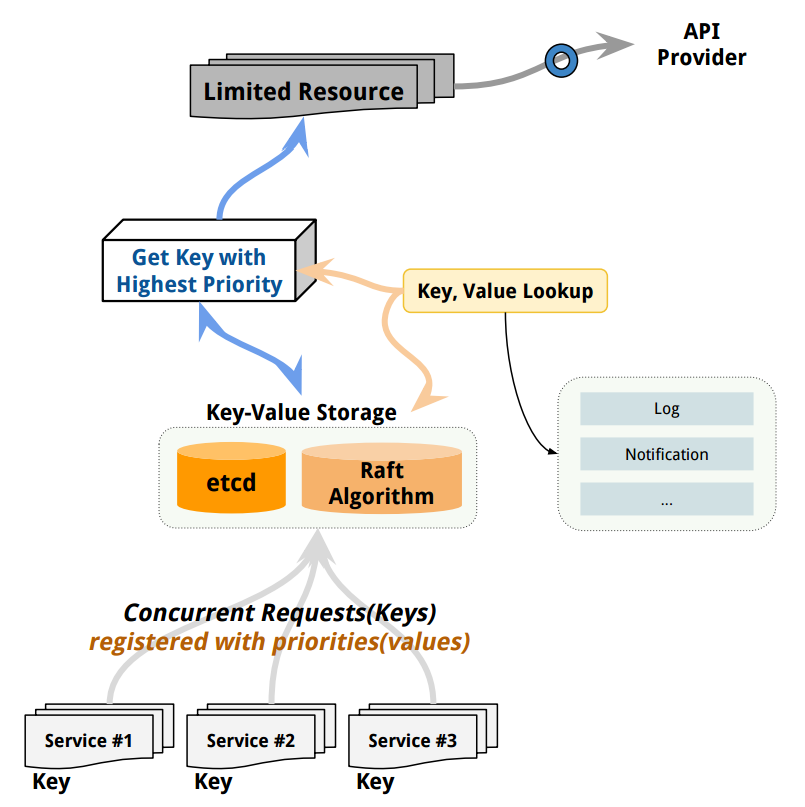 API
Provider
Limited Resource
Get Key with
Highest Priority
Key, Value Lookup
Key-Value Storage
etcd
Raft
Algorithm
Log
Notification
...
Concurrent Requests(Keys)
registered with priorities(values)
Service #1
Service #2
Service #3
Key
Key
Key